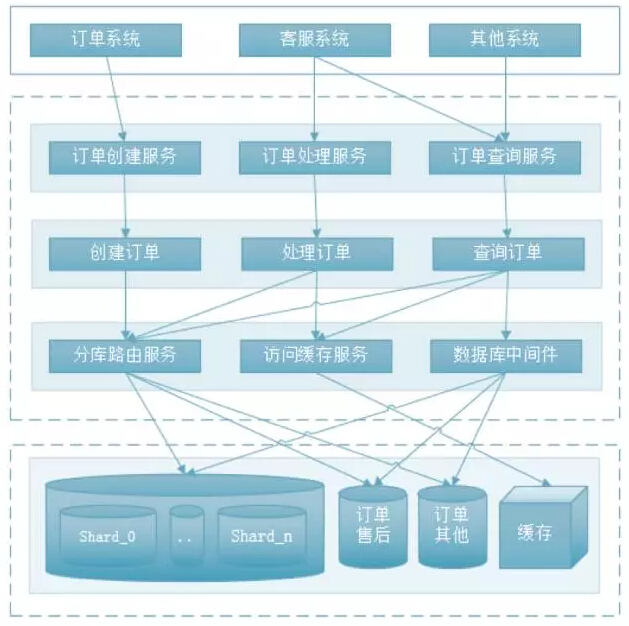 订单系统
客服系统
其他系统
订单创建服务
订单处理服务
订单查询服务
创建订单
处理订单
查询订单
分库路由服务
访问缓存服务
数据库中间件
Shard_0
..
Shard_n
订单
售后
订单
其他
缓存